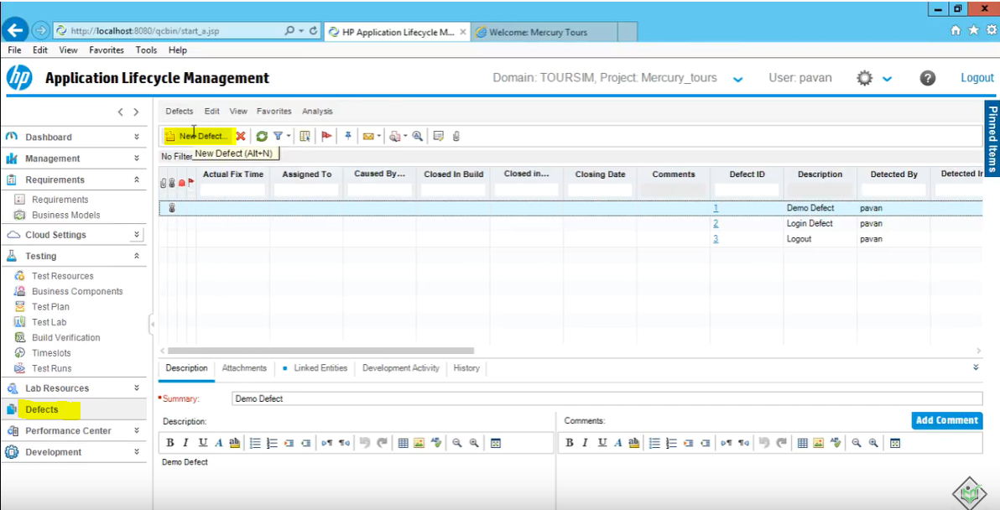 http://localhost:8080/qcbin/start_a.jsp
HP Application Lifecycle M...
Welcome: Mercury Tours
File Edit View Favorites Tools Help
hp Application Lifecycle Management
Domain: TOURSIM, Project: Mercury_tours
User: pavan
Logout
Pinned Items
Defects Edit View Favorites Analysis
New Defect...
New Defect (Alt+N)
No Filter
Actual Fix Time Assigned To Caused By... Closed In Build Closed in... Closing Date Comments Defect ID Description Detected By Detected In
1 Demo Defect pavan
2 Login Defect pavan
3 Logout pavan
Dashboard
Management
Requirements
Requirements
Business Models
Cloud Settings
Testing
Test Resources
Business Components
Test Plan
Test Lab
Build Verification
Timeslots
Test Runs
Lab Resources
Defects
Performance Center
Development
Description Attachments Linked Entities Development Activity History
*Summary: Demo Defect
Description:
Comments:
Add Comment
B I U A ab
B I U A ab
Demo Defect